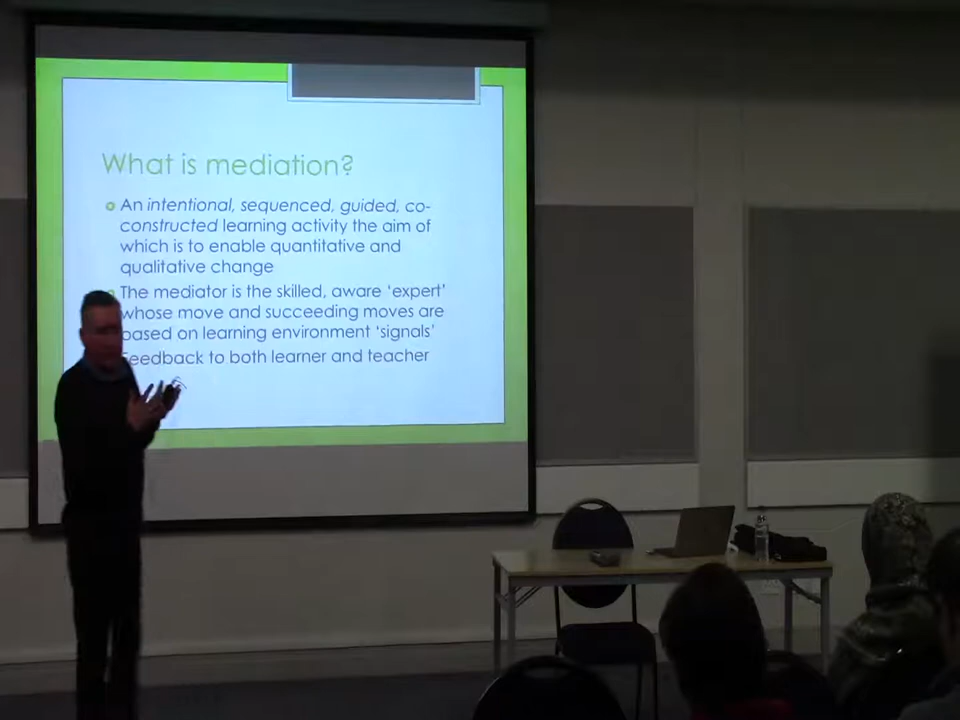 What is mediation?
An intentional, sequenced, guided, co-
constructed learning activity the aim of
which is to enable quantitative and
qualitative change
The mediator is the skilled, aware ‘expert’
whose move and succeeding moves are
based on learning environment ‘signals’
Feedback to both learner and teacher